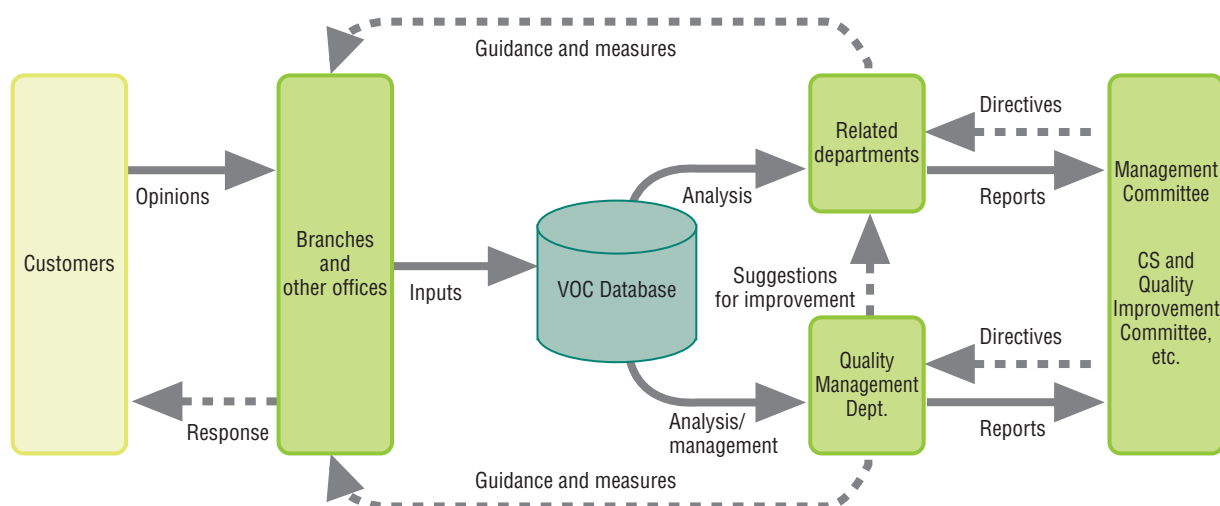 Guidance and measures
Customers
Opinions
Response
Branches
and
other offices
Inputs
VOC Database
Analysis
Analysis/
management
Suggestions
for improvement
Related
departments
Quality
Management
Dept.
Directives
Reports
Directives
Reports
Management
Committee
CS and
Quality
Improvement
Committee,
etc.
Guidance and measures